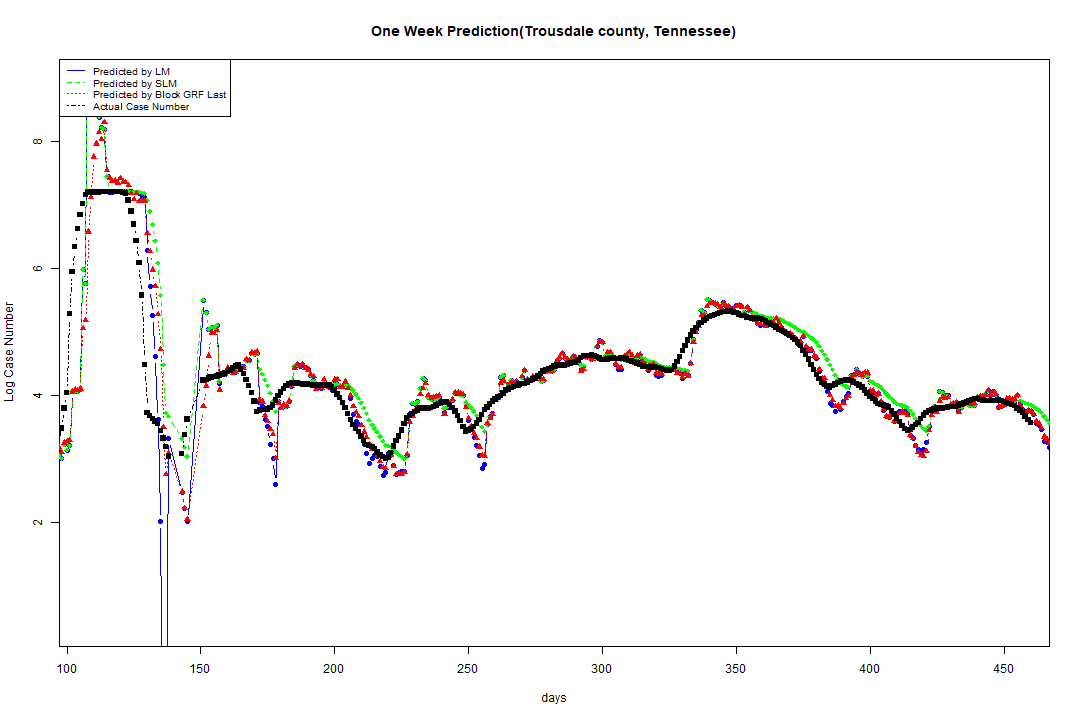 One Week Prediction(Trousdale county, Tennessee)
Predicted by LM
Predicted by SLM
Predicted by Block GRF Last
Actual Case Number
8
6
4
2
Log Case Number
100 150 200 250 300 350 400 450
days